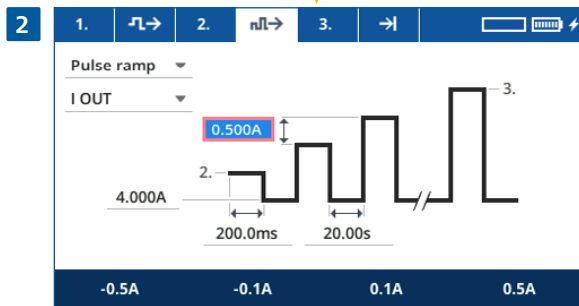 2
1. 2. 3.
Pulse ramp
I OUT
3.
0.500A
2.
4.000A
200.0ms 20.00s
-0.5A -0.1A 0.1A 0.5A